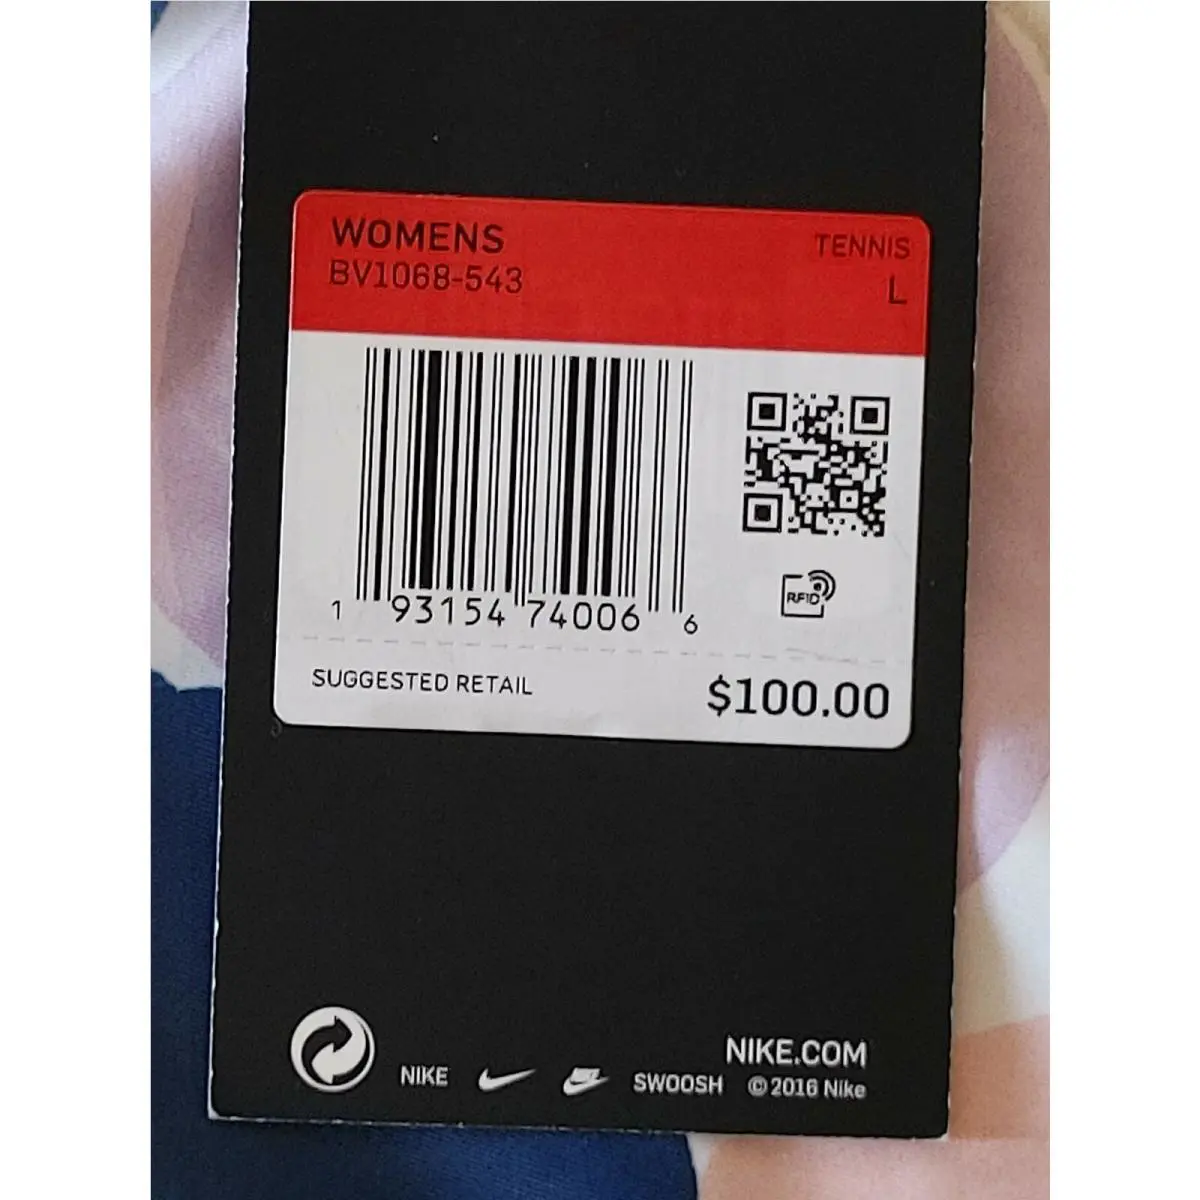 WOMENS
TENNIS
BV1068-543
L
1 93154 74006 6
RFID
SUGGESTED RETAIL
$100.00
NIKE.COM
NIKE
SWOOSH
©2016 Nike